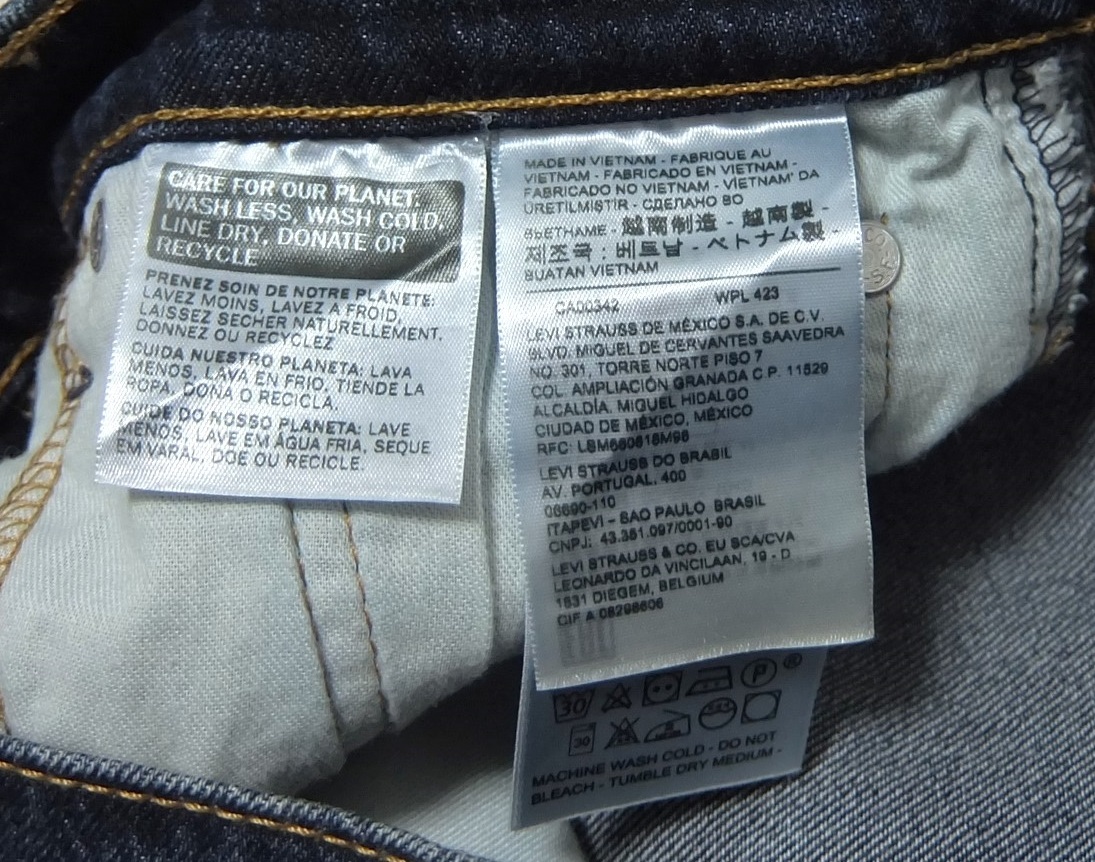 CARE FOR OUR PLANET:
WASH LESS, WASH COLD,
LINE DRY, DONATE OR
RECYCLE
PRENEZ SOIN DE NOTRE PLANETE:
LAVEZ MOINS, LAVEZ A FROID,
LAISSEZ SECHER NATURELLEMENT.
DONNEZ OU RECYCLEZ
CUIDA NUESTRO PLANETA: LAVA
MENOS, LAVA EN FRIO, TIENDE LA
ROPA, DONA O RECICLA.
CUIDE DO NOSSO PLANETA: LAVE
MENOS, LAVE EM ÁGUA FRIA, SEQUE
EM VARAL, DOE OU RECICLE.
MADE IN VIETNAM - FABRIQUE AU
VIETNAM - FABRICADO EN VIETNAM -
FABRICADO NO VIETNAM - VİETNAM' DA
ÜRETILMISTIR - СДЕЛАНО ВО
ВЬЕТНАМЕ - 越南制造 - 越南製 -
제조국 : 베트남 - ベトナム製 -
BUATAN VIETNAM
CA00342 WPL 423
LEVI STRAUSS DE MÉXICO S.A. DE C.V.
BLVD. MIGUEL DE CERVANTES SAAVEDRA
NO. 301, TORRE NORTE PISO 7
COL. AMPLIACIÓN GRANADA C.P. 11529
ALCALDÍA. MIGUEL HIDALGO
CIUDAD DE MÉXICO, MÉXICO
RFC:
LEVI STRAUSS DO BRASIL
AV. PORTUGAL, 400
06690-110
ITAPEVI - SAO PAULO BRASIL
CNPJ: 43.351.097/0001-90
LEVI STRAUSS & CO. EU SCA/CVA
LEONARDO DA VINCILAAN, 19 - D
1831 DIEGEM, BELGIUM
CIF A 08298606
30 P ®
30
MACHINE WASH COLD - DO NOT
BLEACH - TUMBLE DRY MEDIUM -